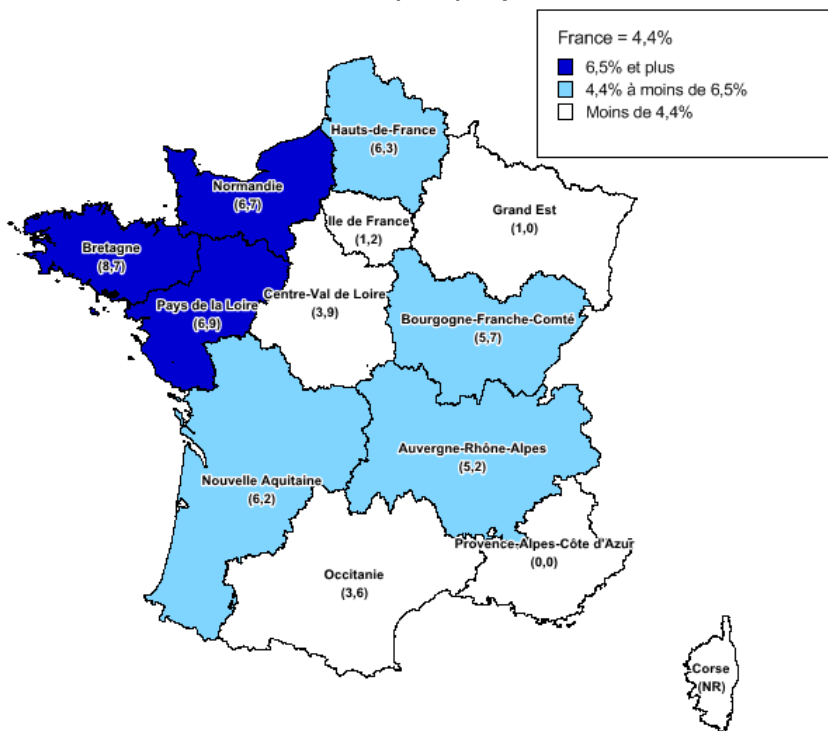 France = 4,4%
6,5% et plus
4,4% à moins de 6,5%
Moins de 4,4%
Hauts-de-France
(6,3)
Normandie
(6,7)
Ile de France
(1,2)
Grand Est
(1,0)
Bretagne
(8,7)
Pays de la Loire
(6,9)
Centre-Val de Loire
(3,9)
Bourgogne-Franche-Comté
(5,7)
Auvergne-Rhône-Alpes
(5,2)
Nouvelle Aquitaine
(6,2)
Provence-Alpes-Côte d'Azur
(0,0)
Occitanie
(3,6)
Corse
(NR)